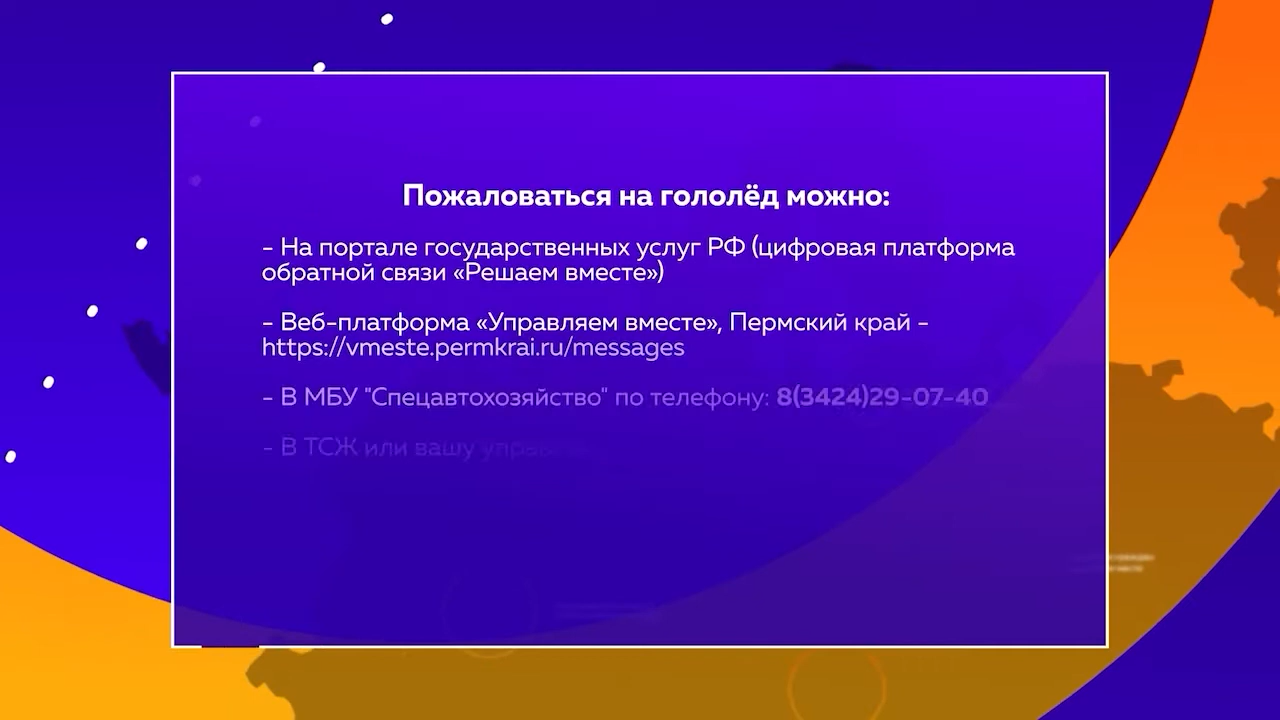 Пожаловаться на гололёд можно:
- На портале государственных услуг РФ (цифровая платформа
обратной связи «Решаем вместе»)
- Веб-платформа «Управляем вместе», Пермский край -
https://vmeste.permkrai.ru/messages
- В МБУ "Спецавтохозяйство" по телефону: 8(3424)29-07-40
- В ТСЖ или вашу